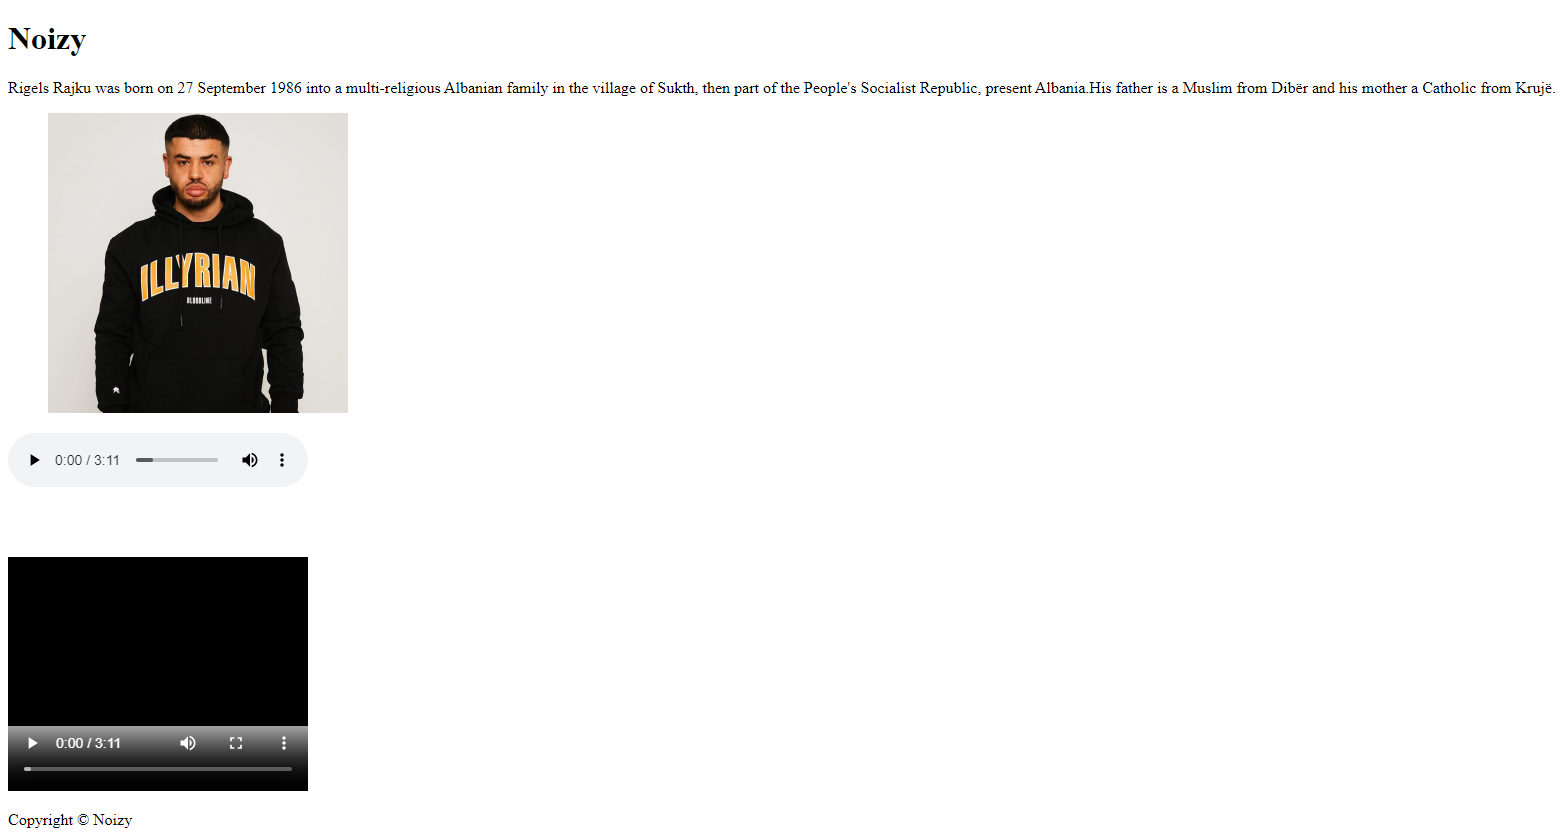 Noizy
Rigels Rajku was born on 27 September 1986 into a multi-religious Albanian family in the village of Sukth, then part of the People's Socialist Republic, present Albania.His father is a Muslim from Dibër and his mother a Catholic from Krujë.
ILLYRIAN
BLOODLINE
0:00 / 3:11
0:00 / 3:11
Copyright © Noizy